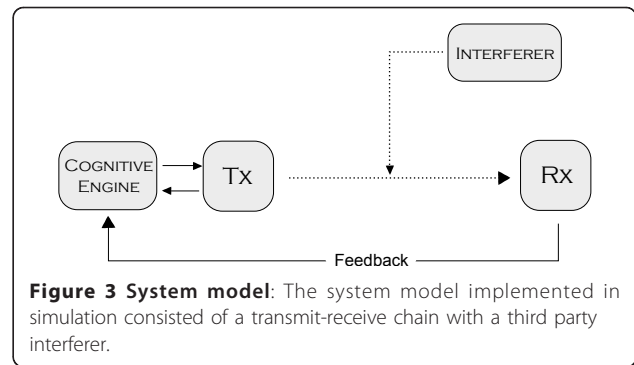 INTERFERER
COGNITIVE
ENGINE
TX
RX
Feedback
Figure 3 System model: The system model implemented in
simulation consisted of a transmit-receive chain with a third party
interferer.